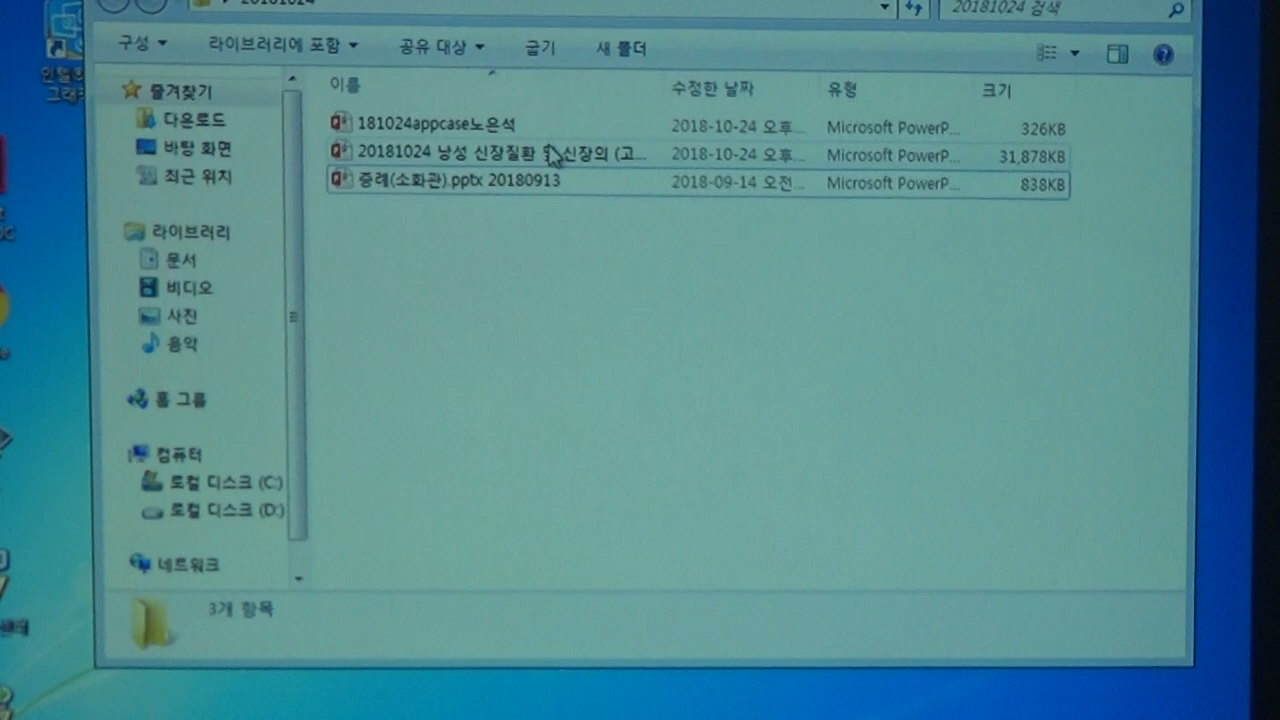 20181024
20181024 검색
구성 라이브러리에 포함 공유 대상 굽기 새 폴더
이름 수정한 날짜 유형 크기
181024appcase노은석 2018-10-24 오후... Microsoft PowerP... 326KB
20181024 낭성 신장질환 및 신장의 (고... 2018-10-24 오후... Microsoft PowerP... 31,878KB
증례(소화관).pptx 20180913 2018-09-14 오전... Microsoft PowerP... 838KB
즐겨찾기
다운로드
바탕 화면
최근 위치
라이브러리
문서
비디오
사진
음악
홈 그룹
컴퓨터
로컬 디스크 (C:)
로컬 디스크 (D:)
네트워크
3개 항목